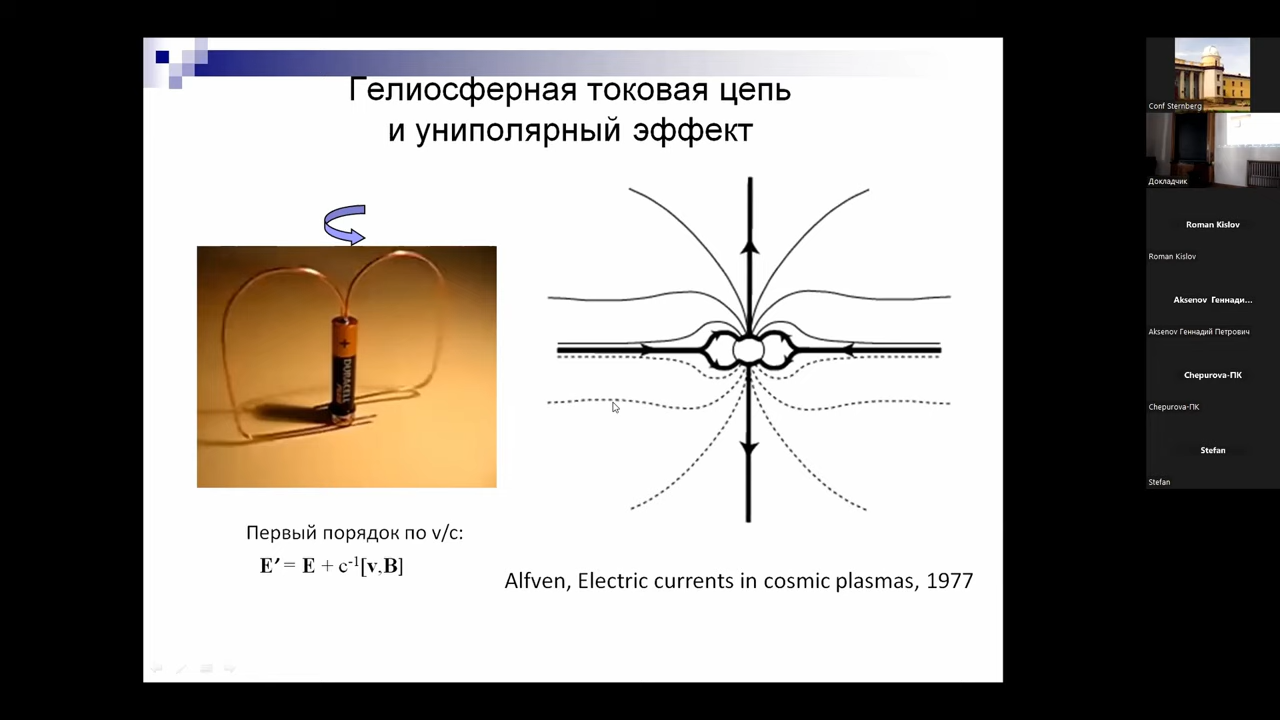 Гелиосферная токовая цепь
и униполярный эффект
+
DURACELL
Первый порядок по v/c:
E′ = E + c⁻¹[v,B]
Alfven, Electric currents in cosmic plasmas, 1977
Conf Sternberg
Докладчик
Roman Kislov
Roman Kislov
Aksenov Геннади...
Aksenov Геннадий Петрович
Chepurova-ПК
Chepurova-ПК
Stefan
Stefan